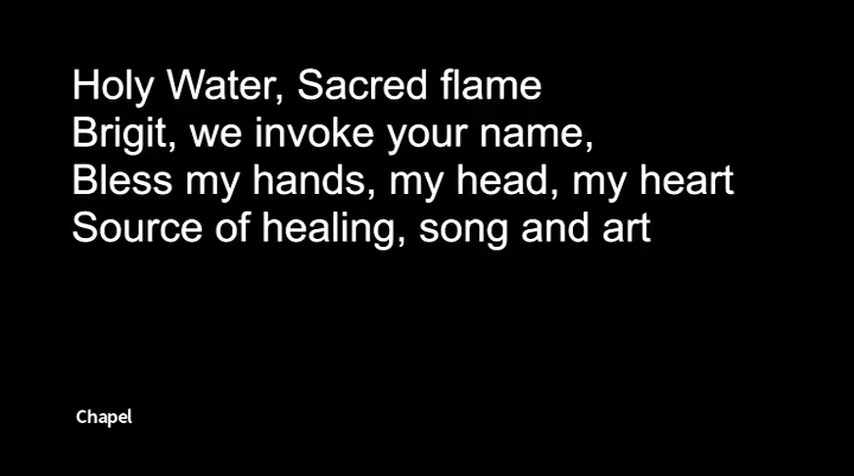 Holy Water, Sacred flame
Brigit, we invoke your name,
Bless my hands, my head, my heart
Source of healing, song and art
Chapel